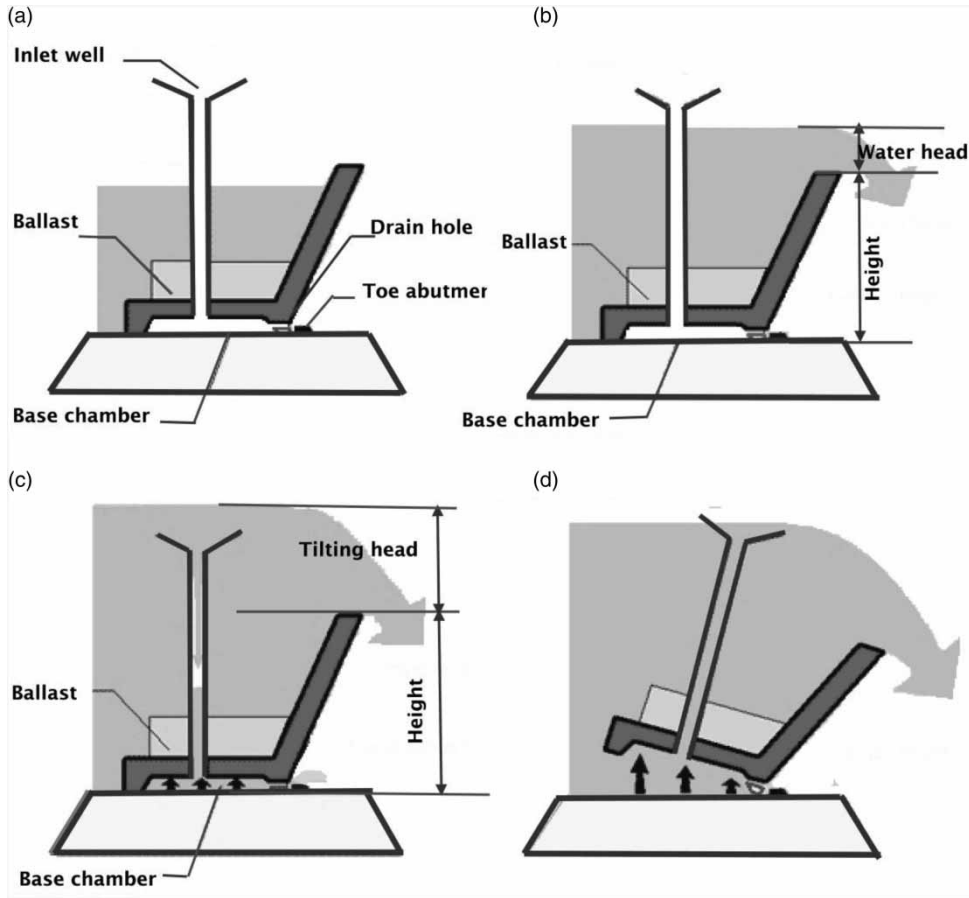 (a)
Inlet well
Ballast
Drain hole
Toe abutmer
Base chamber
(b)
Water head
Ballast
Height
Base chamber
(c)
Tilting head
Ballast
Height
Base chamber
(d)